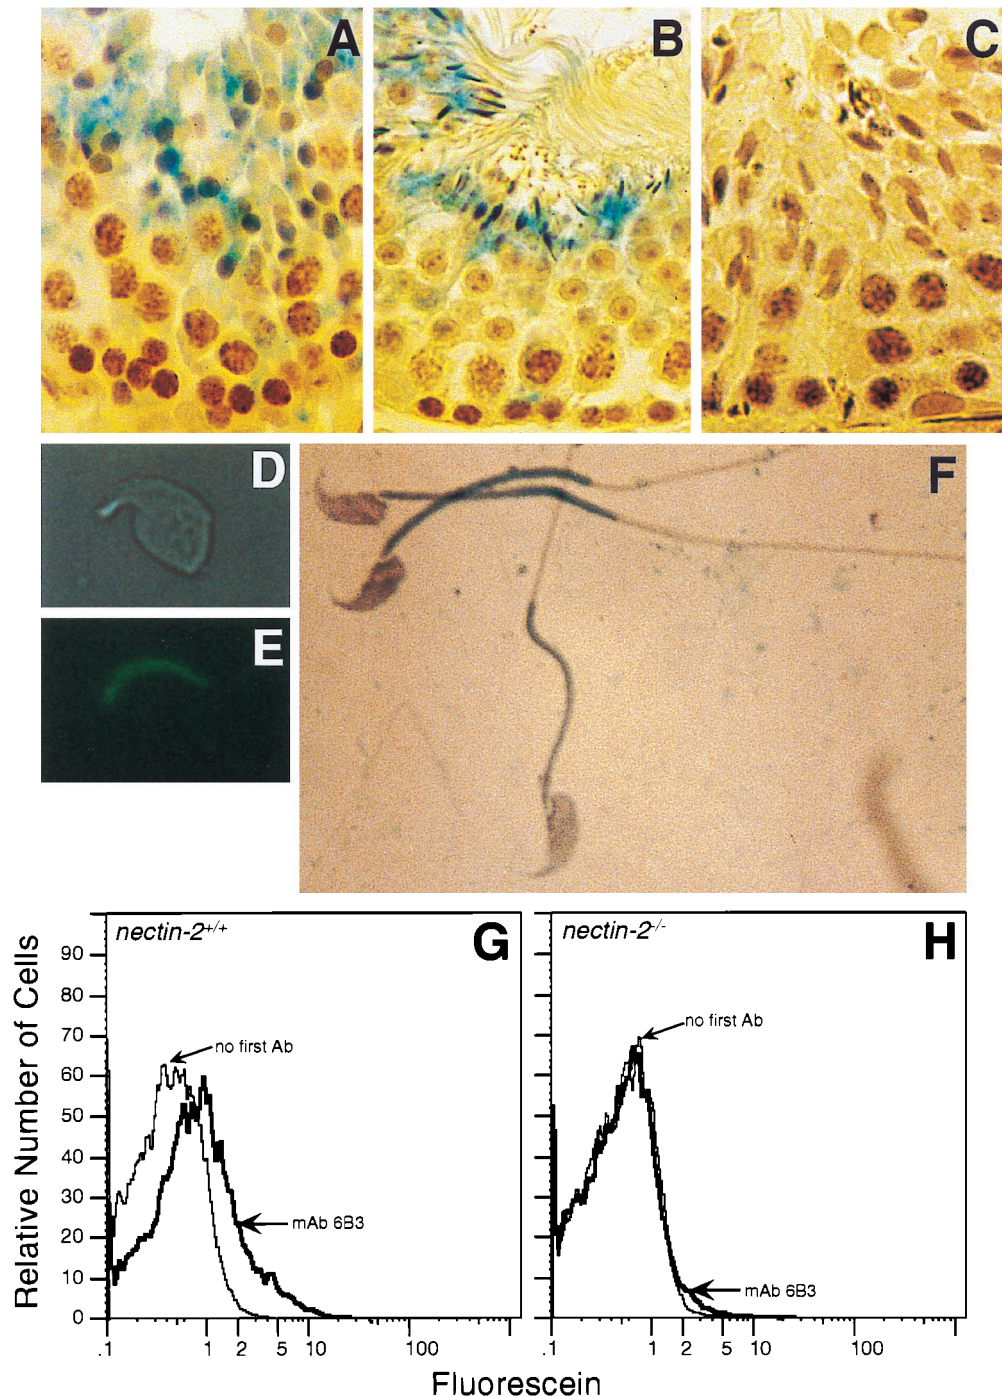 A
B
C
D
E
F
nectin-2+/+
G
nectin-2-/-
H
Relative Number of Cells
90
80
70
60
50
40
30
20
10
0
no first Ab
mAb 6B3
no first Ab
mAb 6B3
.1 1 2 5 10 100
.1 1 2 5 10 100
Fluorescein